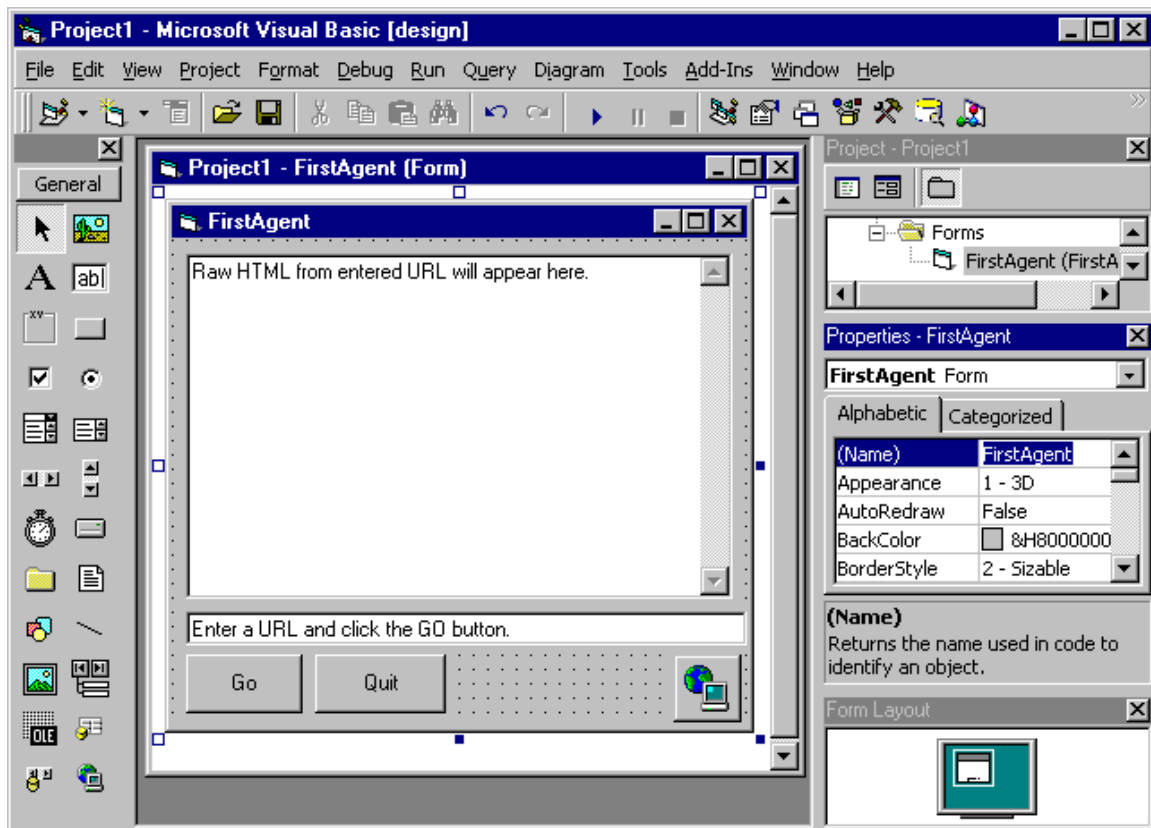 Project1 - Microsoft Visual Basic [design]
File Edit View Project Format Debug Run Query Diagram Tools Add-Ins Window Help
General
A
ab
xv
OLE
Project1 - FirstAgent (Form)
FirstAgent
Raw HTML from entered URL will appear here.
Enter a URL and click the GO button.
Go Quit
Project - Project1
Forms
FirstAgent (FirstA
Properties - FirstAgent
FirstAgent Form
Alphabetic Categorized
(Name) FirstAgent
Appearance 1 - 3D
AutoRedraw False
BackColor &H8000000
BorderStyle 2 - Sizable
(Name)
Returns the name used in code to
identify an object.
Form Layout